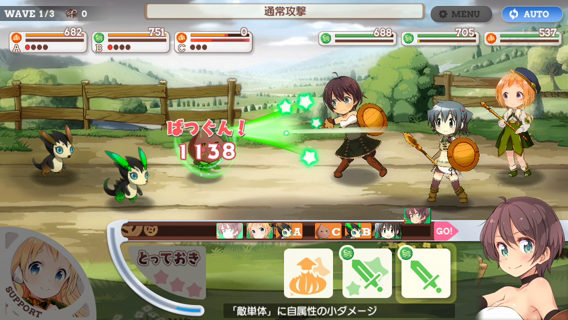 WAVE 1/3 0
通常攻撃
MENU
AUTO
682
751
0
688
705
537
A
B
C
ばつぐん!
1138
A C B GO!
とっておき
SUPPORT
「敵単体」に自属性の小ダメージ